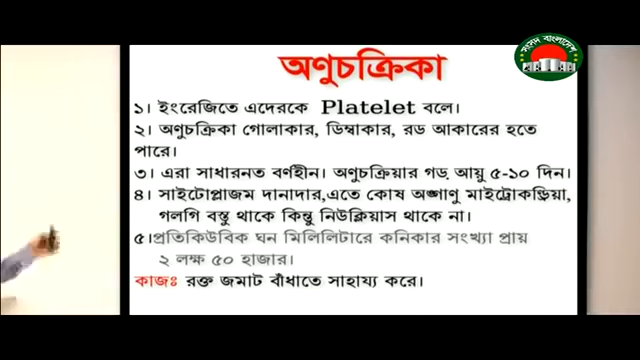 অণুচক্রিকা
সংসদ বাংলাদেশ
১। ইংরেজিতে এদেরকে Platelet বলে।
২। অণুচক্রিকা গোলাকার, ডিম্বাকার, রড আকারের হতে
পারে।
৩। এরা সাধারনত বর্ণহীন। অণুচক্রিয়ার গড় আয়ু ৫-১০ দিন।
৪। সাইটোপ্লাজম দানাদার,এতে কোষ অঙ্গাণু মাইট্রোকন্ড্রিয়া,
গলগি বস্তু থাকে কিন্তু নিউক্লিয়াস থাকে না।
৫।প্রতিকিউবিক ঘন মিলিলিটারে কনিকার সংখ্যা প্রায়
২ লক্ষ ৫০ হাজার।
কাজঃ রক্ত জমাট বাঁধাতে সাহায্য করে।